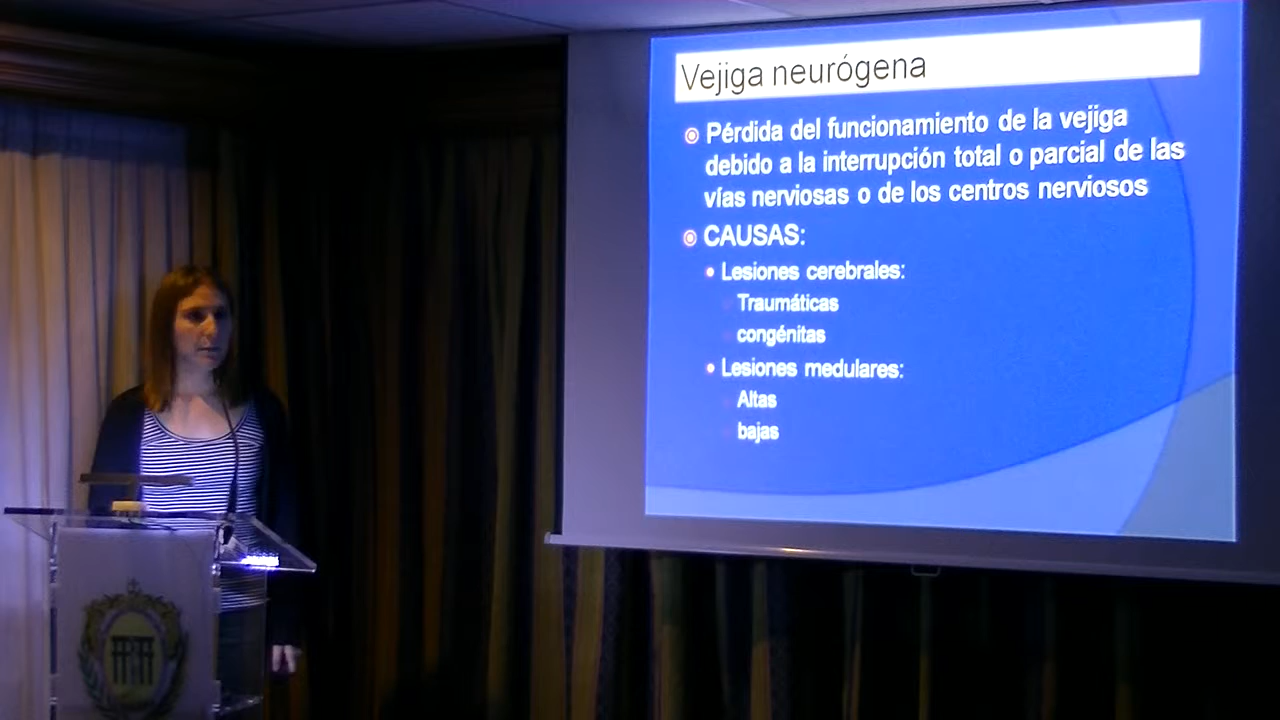 Vejiga neurógena
Pérdida del funcionamiento de la vejiga
debido a la interrupción total o parcial de las
vías nerviosas o de los centros nerviosos
CAUSAS:
Lesiones cerebrales:
Traumáticas
congénitas
Lesiones medulares:
Altas
bajas